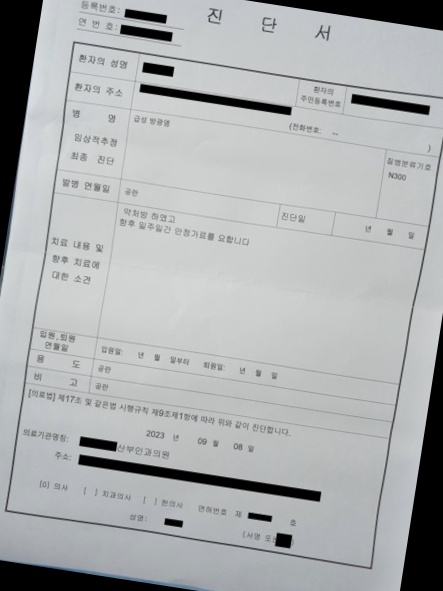 진 단 서
등록번호:
연 번 호:
환자의 성명
환자의
주민등록번호
환자의 주소
(전화번호: -- )
병 명
급성 방광염
임상적추정
최종 진단
질병분류기호
N300
발병 연월일
공란
진단일
년 월 일
치료 내용 및
향후 치료에
대한 소견
약처방 하였고
향후 일주일간 안정가료를 요합니다
입원,퇴원
연월일
입원일: 년 월 일부터 퇴원일: 년 월 일
용 도
공란
비 고
공란
[의료법] 제17조 및 같은법 시행규칙 제9조제1항에 따라 위와 같이 진단합니다.
2023 년 09 월 08 일
의료기관명칭: 산부인과의원
주소:
[0] 의사 [ ] 치과의사 [ ] 한의사 면허번호 제 호
성명:
(서명 또는